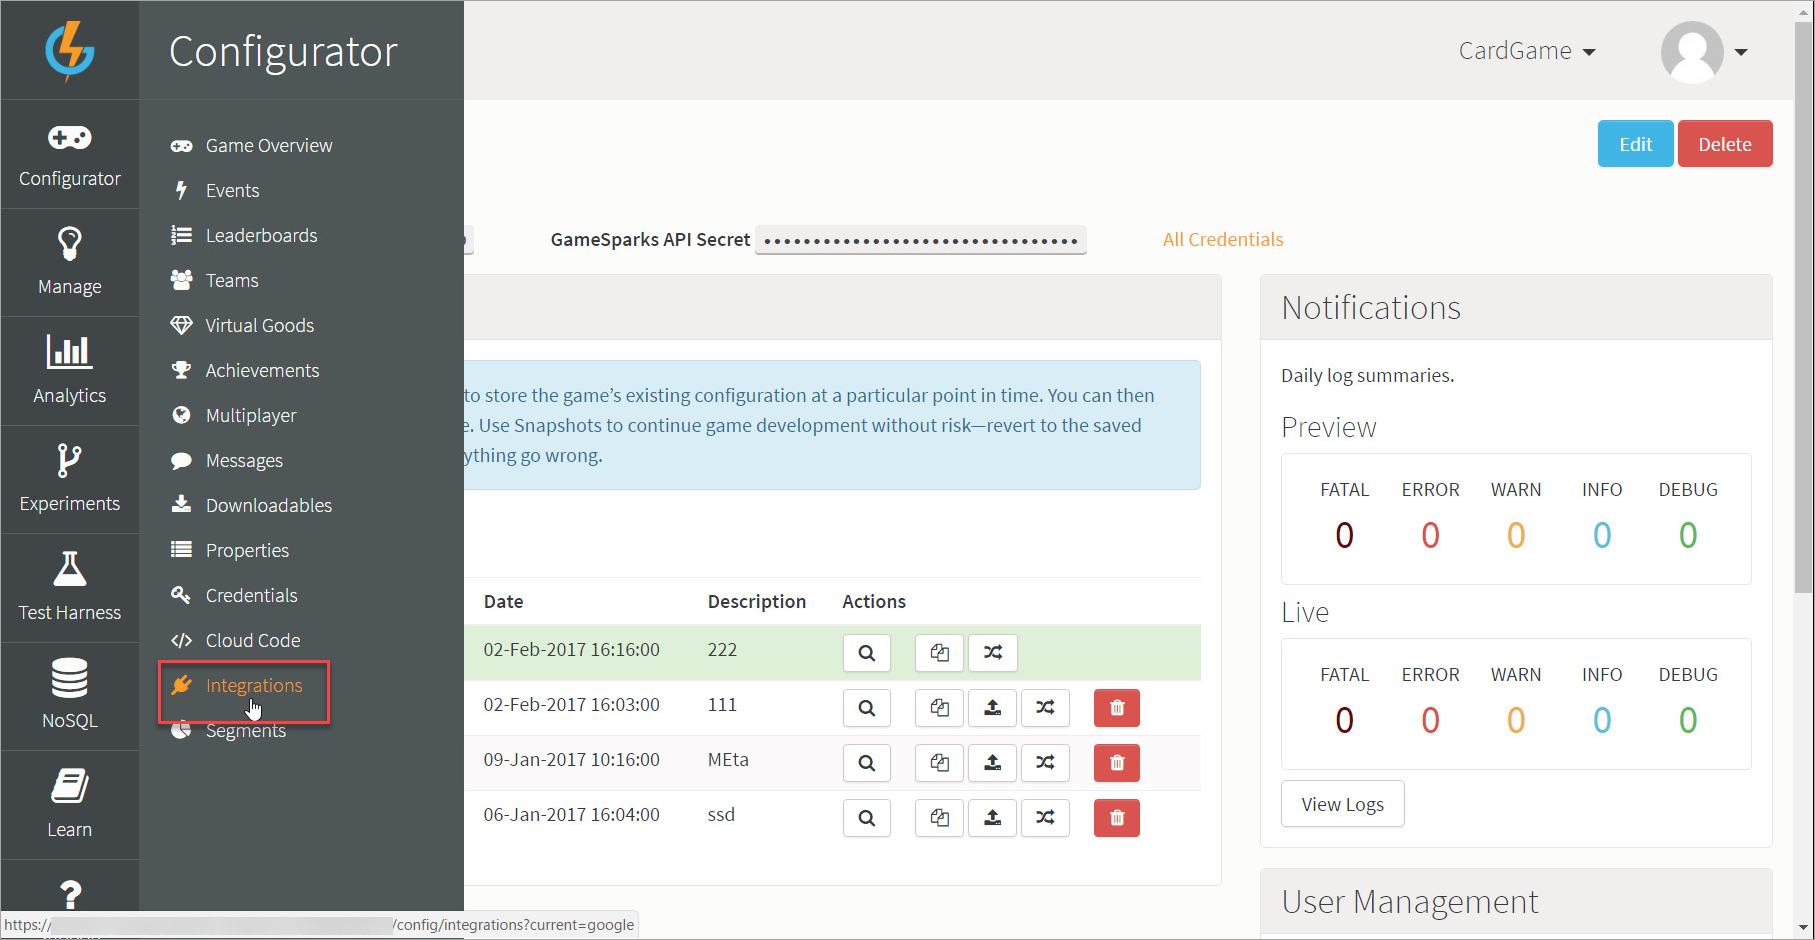 Configurator
CardGame
Configurator
Manage
Analytics
Experiments
Test Harness
NoSQL
Learn
Game Overview
Events
Leaderboards
Teams
Virtual Goods
Achievements
Multiplayer
Messages
Downloadables
Properties
Credentials
Cloud Code
Integrations
Segments
Edit Delete
GameSparks API Secret •••••••••••••••••••••••••••••••• All Credentials
to store the game’s existing configuration at a particular point in time. You can then
e. Use Snapshots to continue game development without risk—revert to the saved
ything go wrong.
Date Description Actions
02-Feb-2017 16:16:00 222
02-Feb-2017 16:03:00 111
09-Jan-2017 10:16:00 MEta
06-Jan-2017 16:04:00 ssd
Notifications
Daily log summaries.
Preview
FATAL ERROR WARN INFO DEBUG
0 0 0 0 0
Live
FATAL ERROR WARN INFO DEBUG
0 0 0 0 0
View Logs
User Management
https:// /config/integrations?current=google